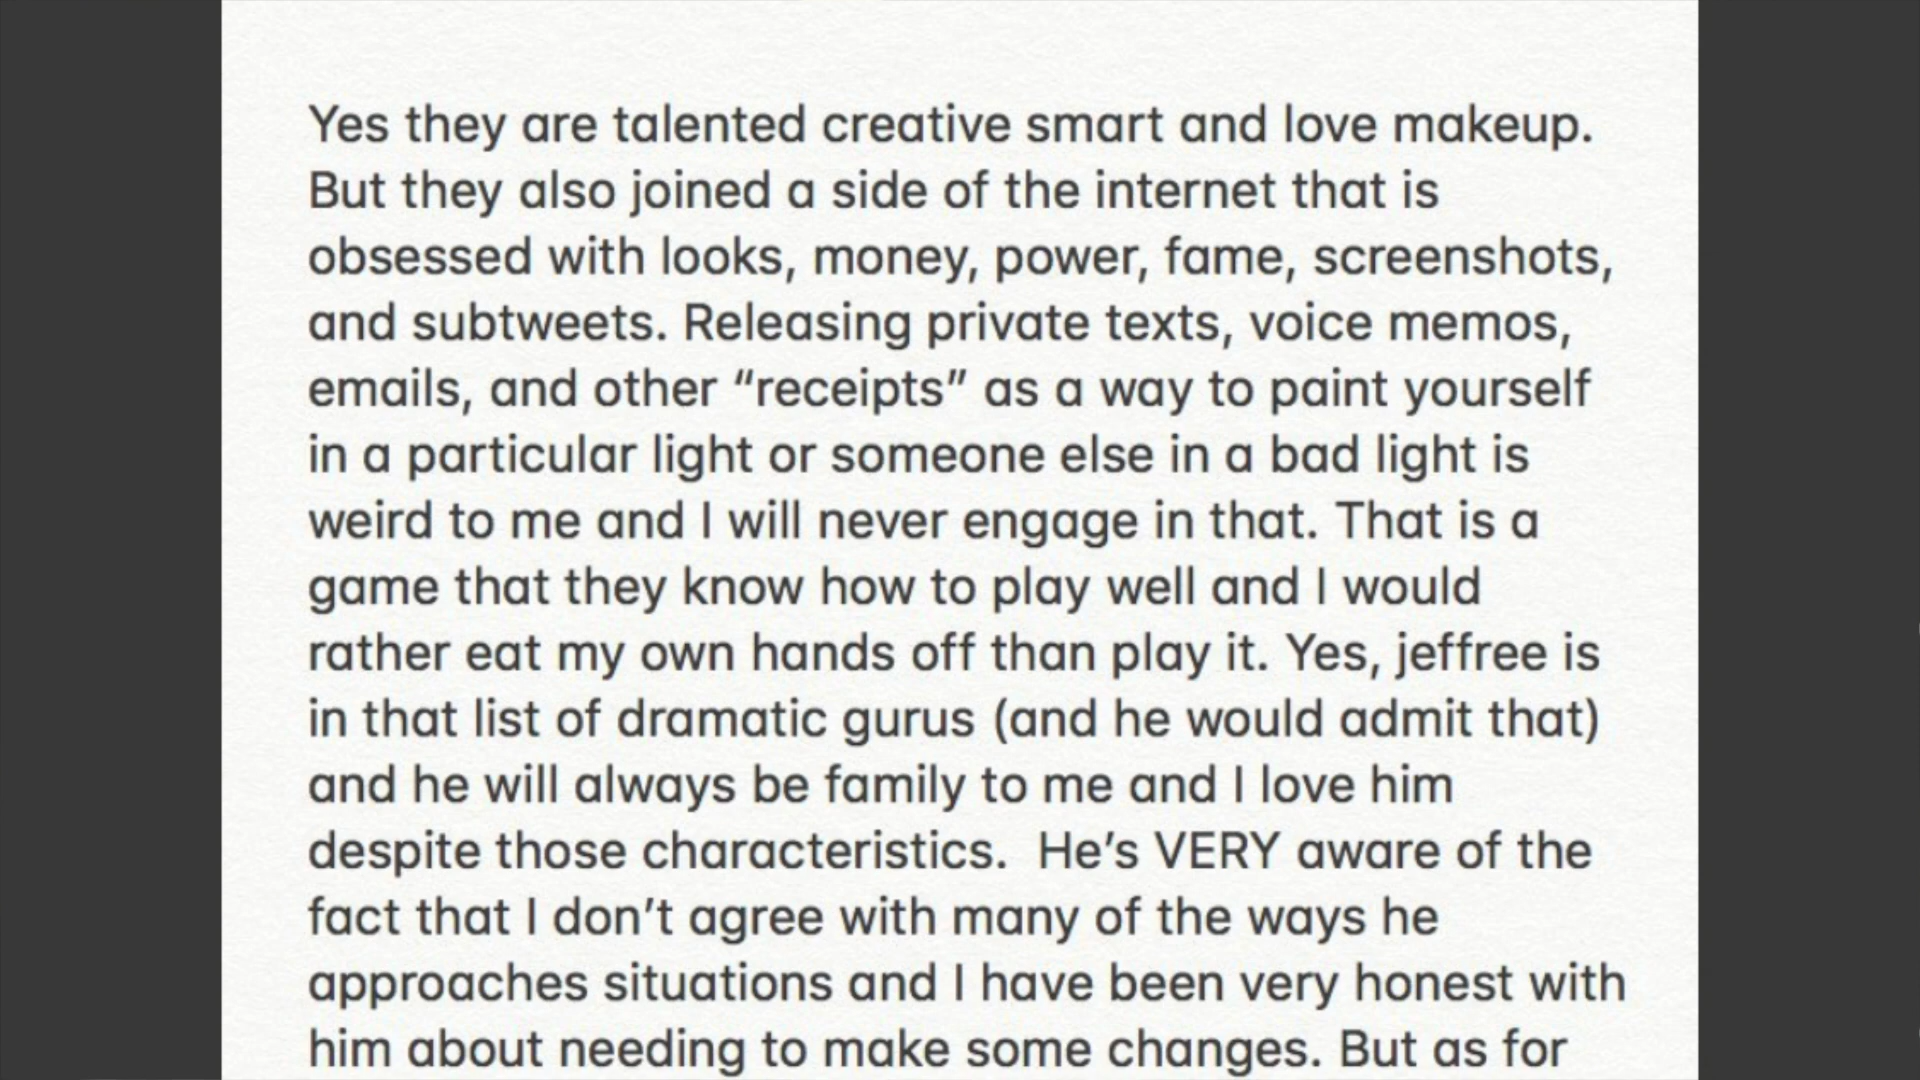 Yes they are talented creative smart and love makeup.
But they also joined a side of the internet that is
obsessed with looks, money, power, fame, screenshots,
and subtweets. Releasing private texts, voice memos,
emails, and other “receipts” as a way to paint yourself
in a particular light or someone else in a bad light is
weird to me and I will never engage in that. That is a
game that they know how to play well and I would
rather eat my own hands off than play it. Yes, jeffree is
in that list of dramatic gurus (and he would admit that)
and he will always be family to me and I love him
despite those characteristics.  He’s VERY aware of the
fact that I don’t agree with many of the ways he
approaches situations and I have been very honest with
him about needing to make some changes. But as for